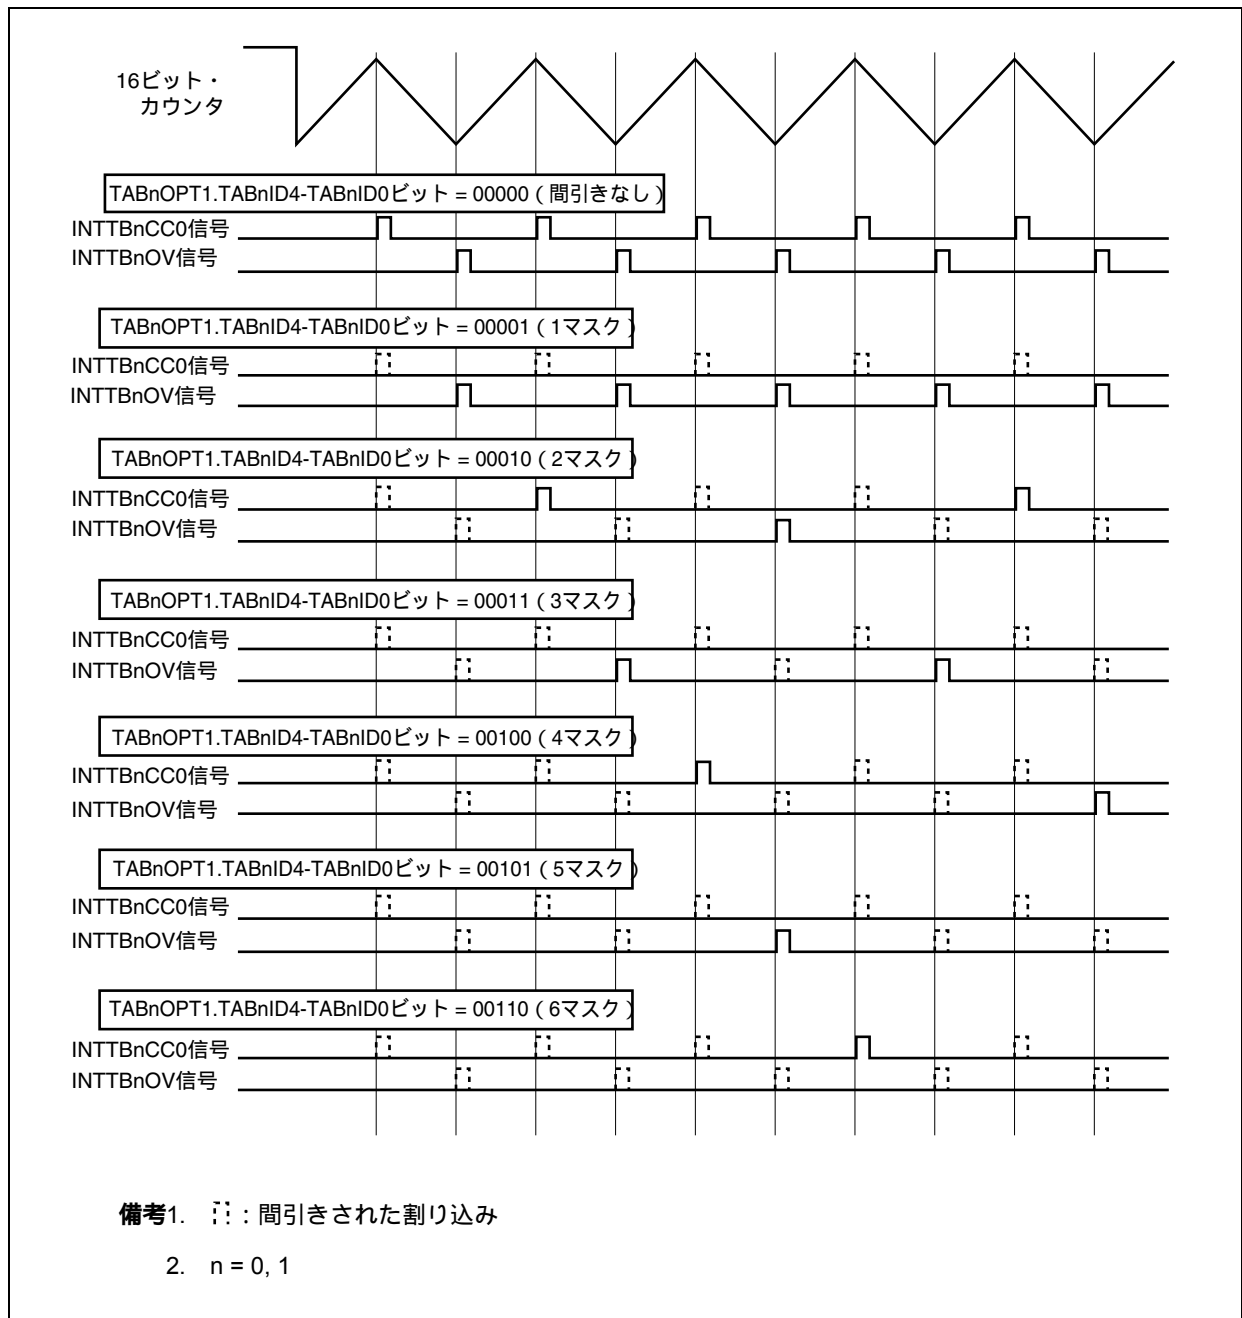 16ビット・
カウンタ
TABnOPT1.TABnID4-TABnID0ビット = 00000 ( 間引きなし )
INTTBnCC0信号
INTTBnOV信号
TABnOPT1.TABnID4-TABnID0ビット = 00001 ( 1マスク )
INTTBnCC0信号
INTTBnOV信号
TABnOPT1.TABnID4-TABnID0ビット = 00010 ( 2マスク )
INTTBnCC0信号
INTTBnOV信号
TABnOPT1.TABnID4-TABnID0ビット = 00011 ( 3マスク )
INTTBnCC0信号
INTTBnOV信号
TABnOPT1.TABnID4-TABnID0ビット = 00100 ( 4マスク )
INTTBnCC0信号
INTTBnOV信号
TABnOPT1.TABnID4-TABnID0ビット = 00101 ( 5マスク )
INTTBnCC0信号
INTTBnOV信号
TABnOPT1.TABnID4-TABnID0ビット = 00110 ( 6マスク )
INTTBnCC0信号
INTTBnOV信号
備考1. : 間引きされた割り込み
2. n = 0, 1